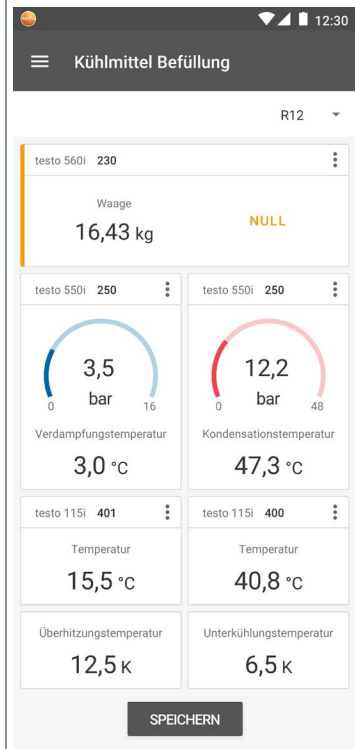 testo
12:30
Kühlmittel Befüllung
R12
testo 560i 230
Waage
16,43 kg
NULL
testo 550i 250
testo 550i 250
3,5
bar
0 16
12,2
bar
0 48
Verdampfungstemperatur
3,0 °C
Kondensationstemperatur
47,3 °C
testo 115i 401
testo 115i 400
Temperatur
15,5 °C
Temperatur
40,8 °C
Überhitzungstemperatur
12,5 K
Unterkühlungstemperatur
6,5 K
SPEICHERN